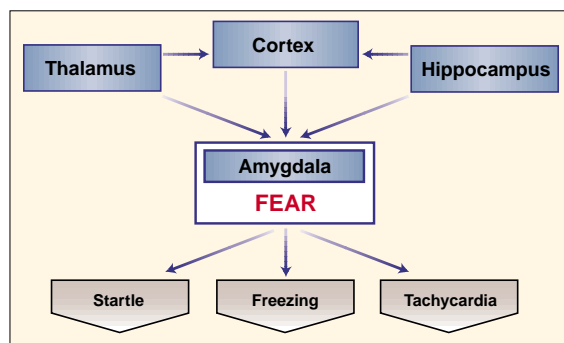 Cortex
Thalamus
Hippocampus
Amygdala
FEAR
Startle
Freezing
Tachycardia